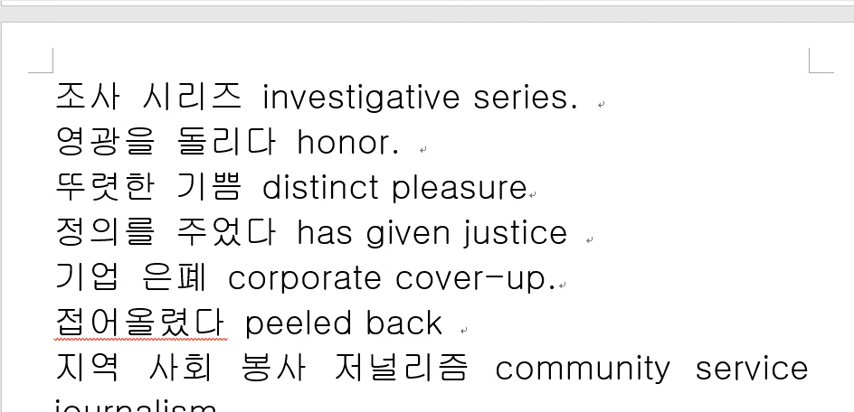 조사 시리즈 investigative series.
영광을 돌리다 honor.
뚜렷한 기쁨 distinct pleasure
정의를 주었다 has given justice
기업 은폐 corporate cover-up.
접어올렸다 peeled back
지역 사회 봉사 저널리즘 community service
journalism